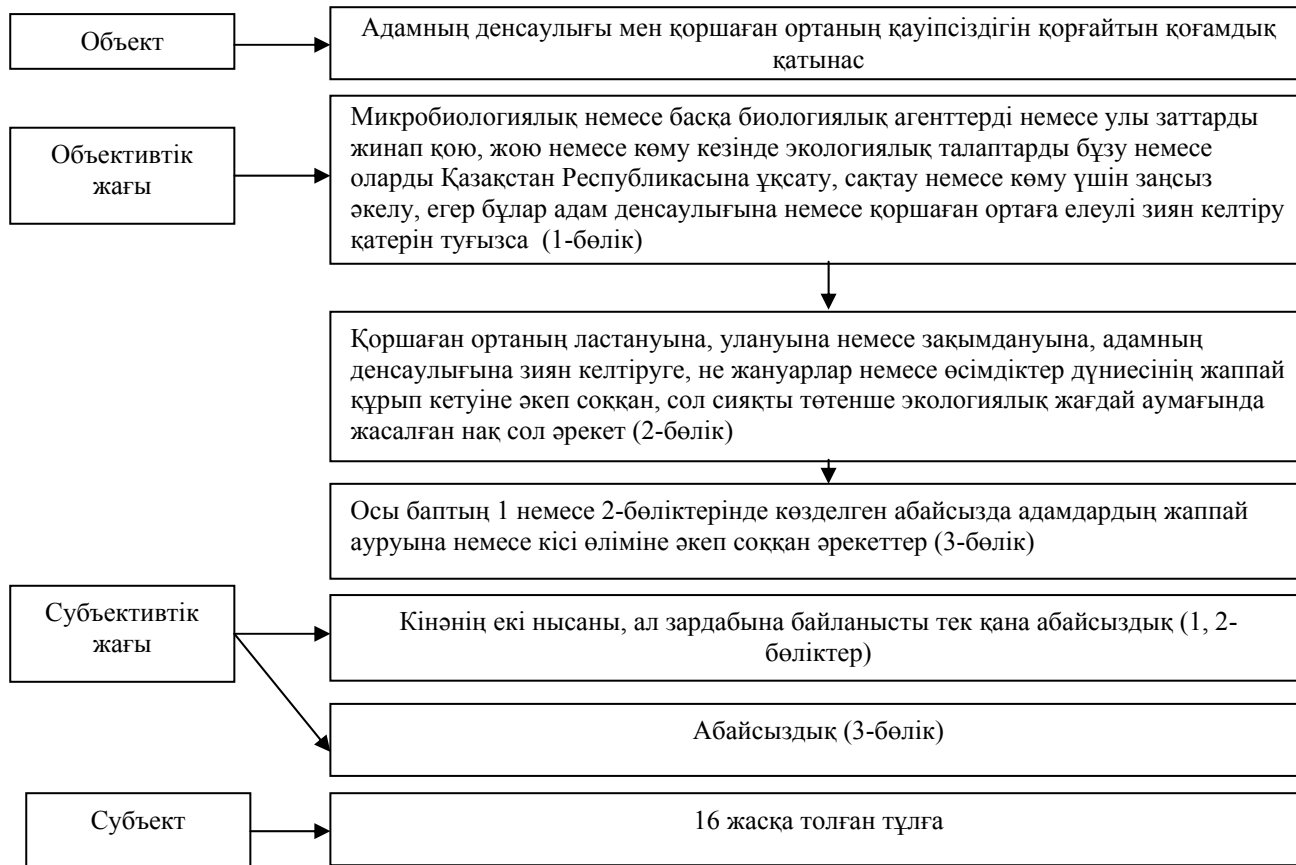 Объект
Адамның денсаулығы мен қоршаған ортаның қауіпсіздігін қорғайтын қоғамдық
қатынас
Объективтік
жағы
Микробиологиялық немесе басқа биологиялық агенттерді немесе улы заттарды
жинап қою, жою немесе көму кезінде экологиялық талаптарды бұзу немесе
оларды Қазақстан Республикасына ұқсату, сақтау немесе көму үшін заңсыз
әкелу, егер бұлар адам денсаулығына немесе қоршаған ортаға елеулі зиян келтіру
қатерін туғызса (1-бөлік)
Қоршаған ортаның ластануына, улануына немесе зақымдануына, адамның
денсаулығына зиян келтіруге, не жануарлар немесе өсімдіктер дүниесінің жаппай
құрып кетуіне әкеп соққан, сол сияқты төтенше экологиялық жағдай аумағында
жасалған нақ сол әрекет (2-бөлік)
Осы баптың 1 немесе 2-бөліктерінде көзделген абайсызда адамдардың жаппай
ауруына немесе кісі өліміне әкеп соққан әрекеттер (3-бөлік)
Субъективтік
жағы
Кінәнің екі нысаны, ал зардабына байланысты тек қана абайсыздық (1, 2-
бөліктер)
Абайсыздық (3-бөлік)
Субъект
16 жасқа толған тұлға